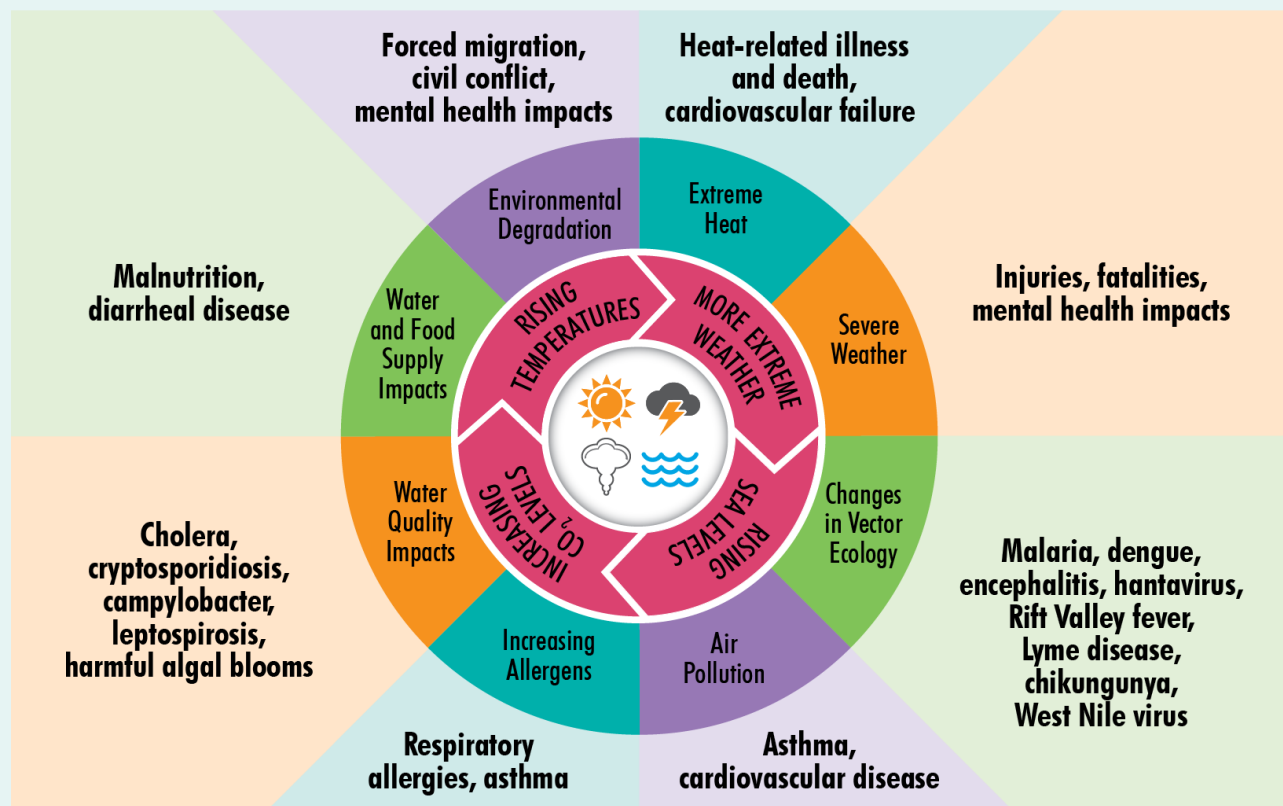 Forced migration,
civil conflict,
mental health impacts
Heat-related illness
and death,
cardiovascular failure
Environmental
Degradation
Extreme
Heat
Malnutrition,
diarrheal disease
Water
and Food
Supply
Impacts
RISING
TEMPERATURES
MORE EXTREME
WEATHER
Severe
Weather
Injuries, fatalities,
mental health impacts
Cholera,
cryptosporidiosis,
campylobacter,
leptospirosis,
harmful algal blooms
Water
Quality
Impacts
INCREASING
CO₂ LEVELS
RISING
SEA LEVELS
Changes
in Vector
Ecology
Malaria, dengue,
encephalitis, hantavirus,
Rift Valley fever,
Lyme disease,
chikungunya,
West Nile virus
Increasing
Allergens
Air
Pollution
Respiratory
allergies, asthma
Asthma,
cardiovascular disease